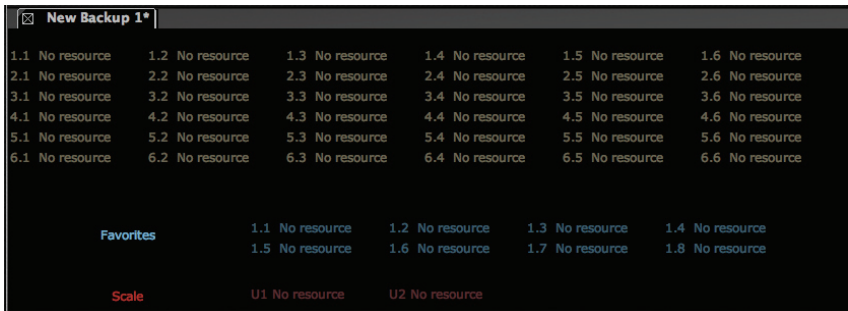 New Backup 1*
1.1 No resource 1.2 No resource 1.3 No resource 1.4 No resource 1.5 No resource 1.6 No resource
2.1 No resource 2.2 No resource 2.3 No resource 2.4 No resource 2.5 No resource 2.6 No resource
3.1 No resource 3.2 No resource 3.3 No resource 3.4 No resource 3.5 No resource 3.6 No resource
4.1 No resource 4.2 No resource 4.3 No resource 4.4 No resource 4.5 No resource 4.6 No resource
5.1 No resource 5.2 No resource 5.3 No resource 5.4 No resource 5.5 No resource 5.6 No resource
6.1 No resource 6.2 No resource 6.3 No resource 6.4 No resource 6.5 No resource 6.6 No resource
Favorites
1.1 No resource 1.2 No resource 1.3 No resource 1.4 No resource
1.5 No resource 1.6 No resource 1.7 No resource 1.8 No resource
Scale U1 No resource U2 No resource